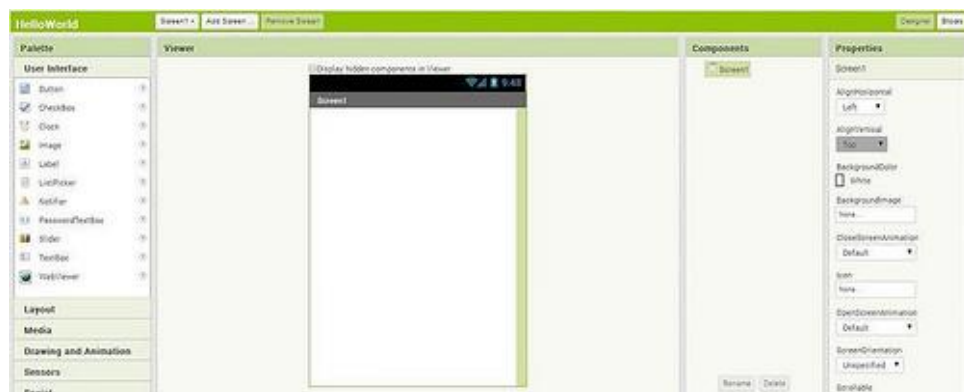 HelloWorld
Screen1
Add Screen ...
Remove Screen
Designer
Blocks
Palette
User Interface
Button
CheckBox
Clock
Image
Label
ListPicker
Notifier
PasswordTextBox
Slider
TextBox
WebViewer
Layout
Media
Drawing and Animation
Sensors
Social
Viewer
Display hidden components in Viewer
9:48
Screen1
Components
Screen1
Rename
Delete
Properties
Screen1
AlignHorizontal
Left
AlignVertical
Top
BackgroundColor
White
BackgroundImage
None...
CloseScreenAnimation
Default
Icon
None...
OpenScreenAnimation
Default
ScreenOrientation
Unspecified
Scrollable